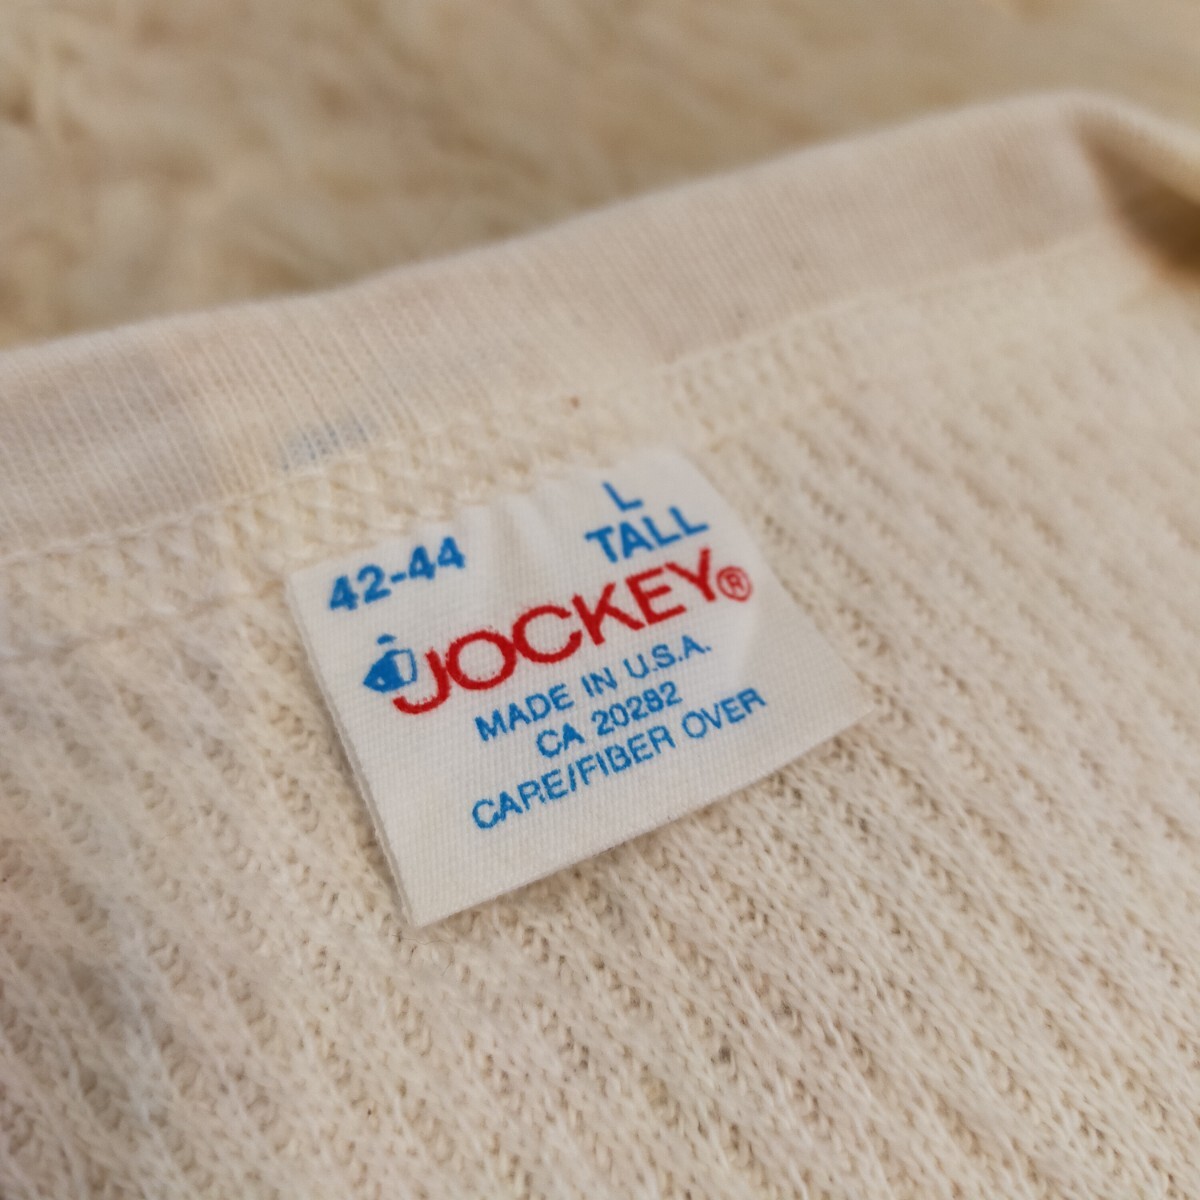 42-44
L
TALL
JOCKEY®
MADE IN U.S.A.
CA 20282
CARE/FIBER OVER